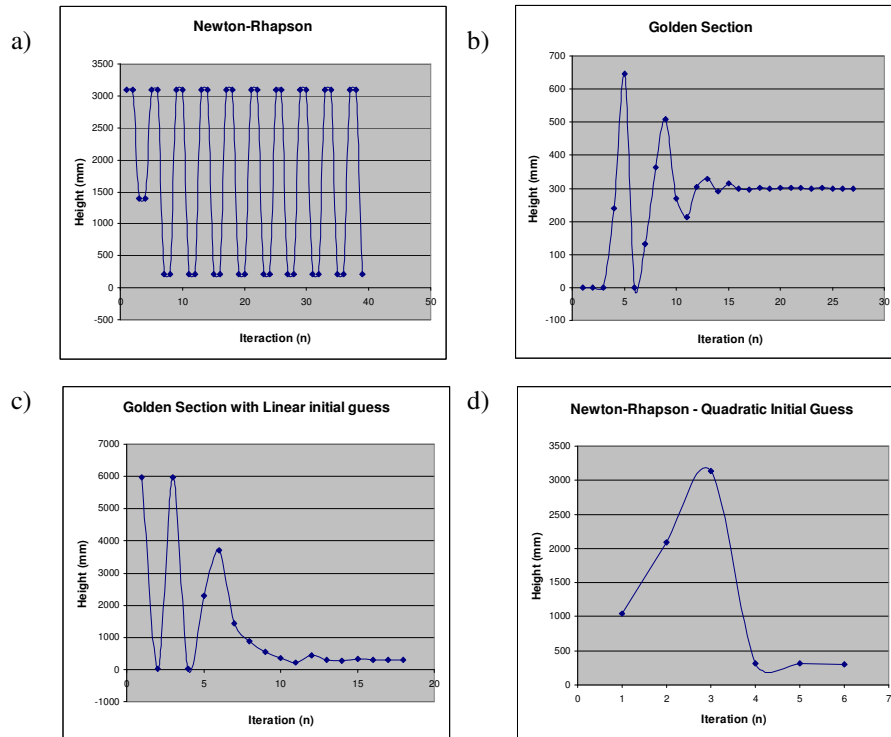 a)
Newton-Rhapson
3500
3000
2500
2000
1500
1000
500
0
-500
0 10 20 30 40 50
Height (mm)
Iteraction (n)
b)
Golden Section
700
600
500
400
300
200
100
0
-100
0 5 10 15 20 25 30
Height (mm)
Iteration (n)
c)
Golden Section with Linear initial guess
7000
6000
5000
4000
3000
2000
1000
0
-1000
0 5 10 15 20
Height (mm)
Iteration (n)
d)
Newton-Rhapson - Quadratic Initial Guess
3500
3000
2500
2000
1500
1000
500
0
0 1 2 3 4 5 6 7
Height (mm)
Iteration (n)